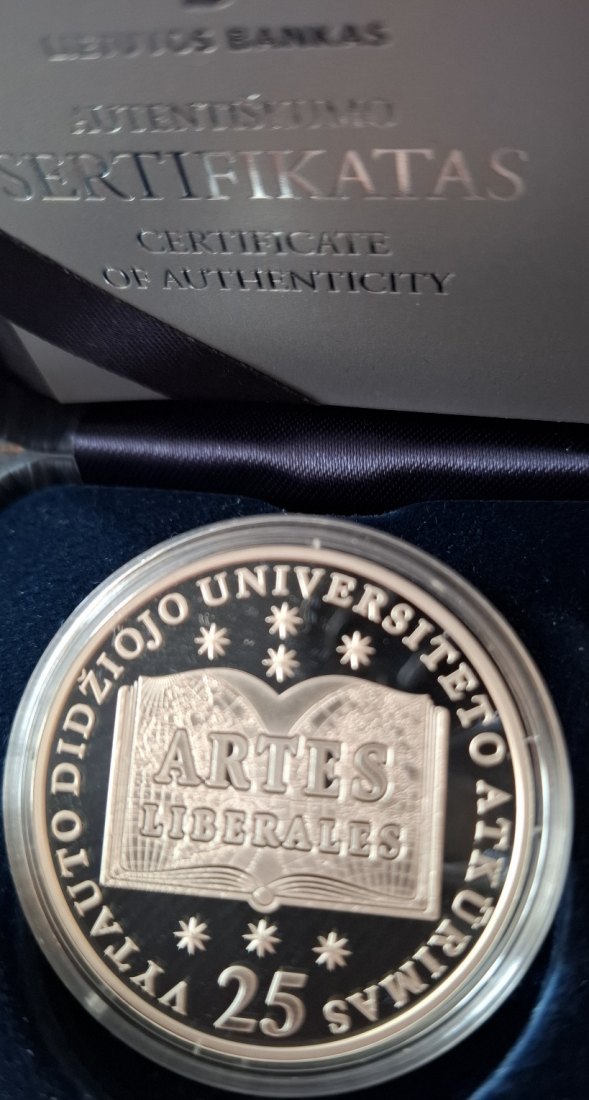 LIETUVOS BANKAS
AUTENTIŠKUMO
SERTIFIKATAS
CERTIFICATE
OF AUTHENTICITY
VYTAUTO DIDŽIOJO UNIVERSITETO ATKŪRIMAS
ARTES
LIBERALES
25